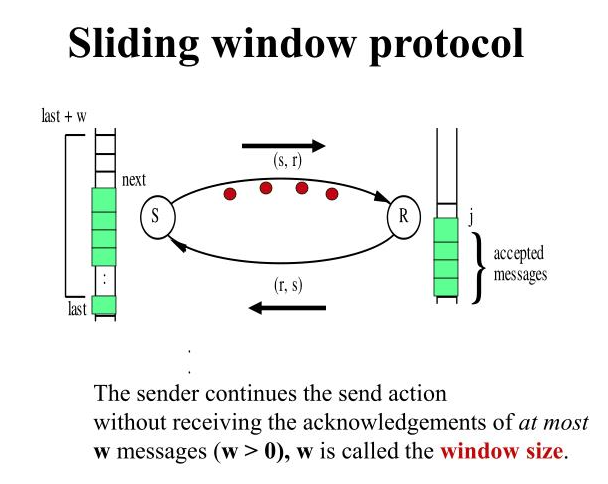 Sliding window protocol
last + w
(s, r)
next
S
R
j
accepted
messages
:
(r, s)
last
.
.
The sender continues the send action
without receiving the acknowledgements of at most
w messages (w > 0), w is called the window size.